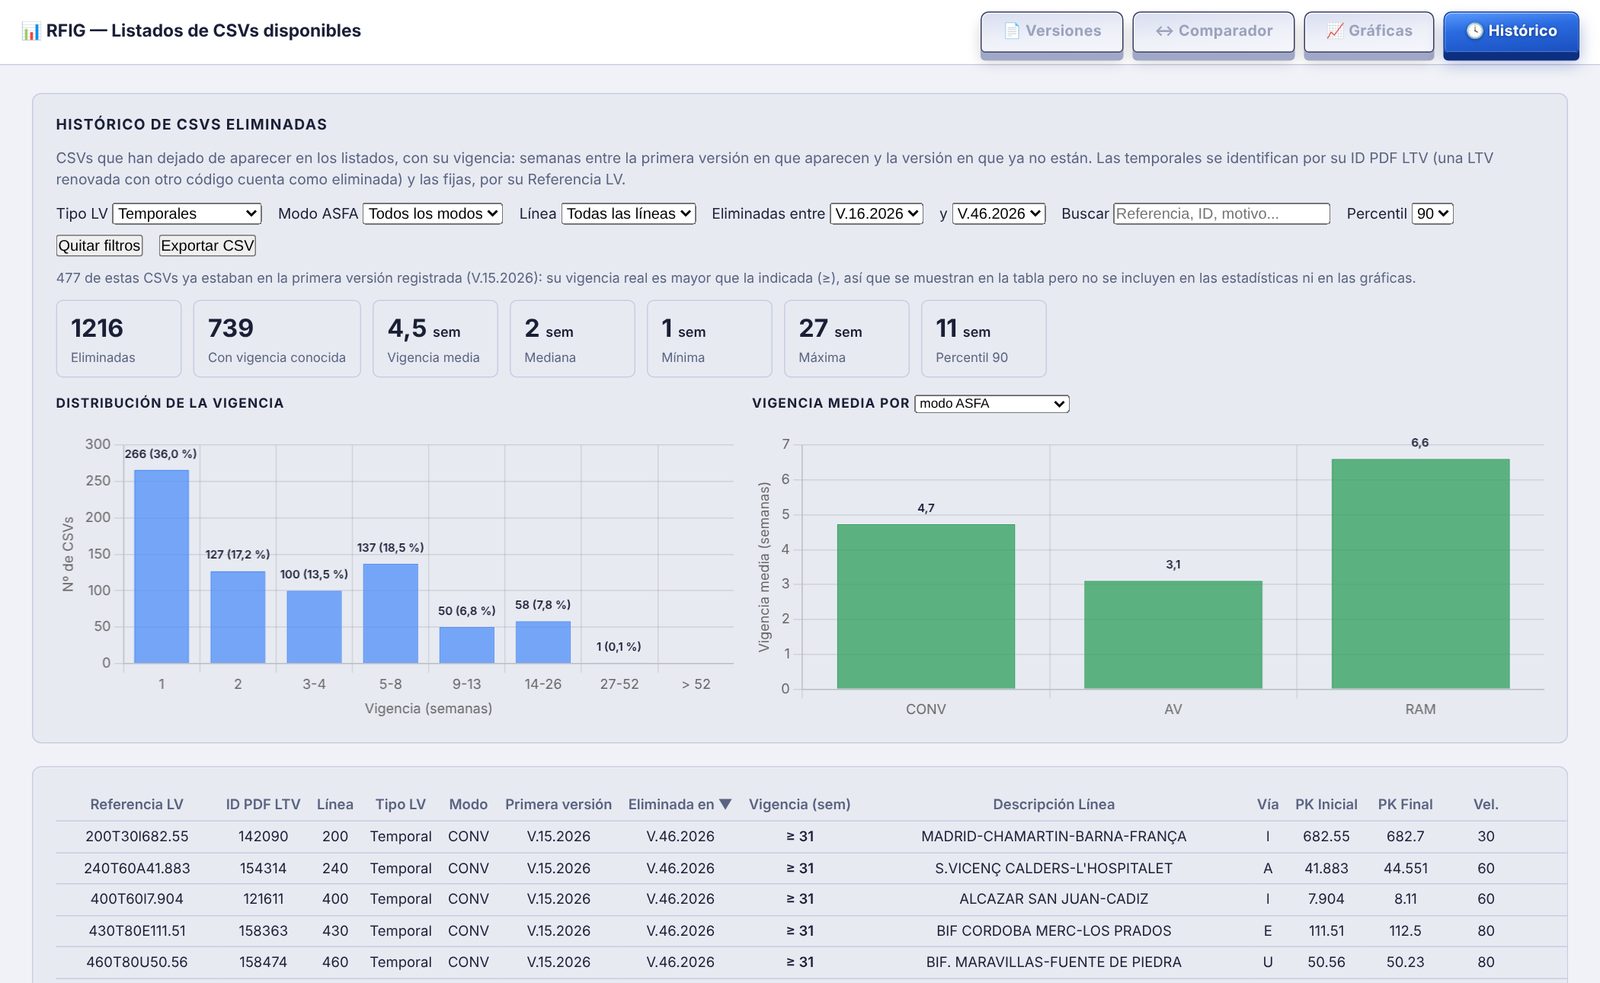 📊 RFIG — Listados de CSVs disponibles
📄 Versiones
↔ Comparador
📈 Gráficas
🕓 Histórico
HISTÓRICO DE CSVS ELIMINADAS
CSVs que han dejado de aparecer en los listados, con su vigencia: semanas entre la primera versión en que aparecen y la versión en que ya no están. Las temporales se identifican por su ID PDF LTV (una LTV
renovada con otro código cuenta como eliminada) y las fijas, por su Referencia LV.
Tipo LV Temporales Modo ASFA Todos los modos Línea Todas las líneas Eliminadas entre V.16.2026 y V.46.2026 Buscar Referencia, ID, motivo... Percentil 90
Quitar filtros Exportar CSV
477 de estas CSVs ya estaban en la primera versión registrada (V.15.2026): su vigencia real es mayor que la indicada (≥), así que se muestran en la tabla pero no se incluyen en las estadísticas ni en las gráficas.
1216
Eliminadas
739
Con vigencia conocida
4,5 sem
Vigencia media
2 sem
Mediana
1 sem
Mínima
27 sem
Máxima
11 sem
Percentil 90
DISTRIBUCIÓN DE LA VIGENCIA
Nº de CSVs
300
250
200
150
100
50
0
266 (36,0 %)
127 (17,2 %)
100 (13,5 %)
137 (18,5 %)
50 (6,8 %)
58 (7,8 %)
1 (0,1 %)
1 2 3-4 5-8 9-13 14-26 27-52 > 52
Vigencia (semanas)
VIGENCIA MEDIA POR modo ASFA
Vigencia media (semanas)
7
6
5
4
3
2
1
0
4,7
3,1
6,6
CONV AV RAM
Referencia LV ID PDF LTV Línea Tipo LV Modo Primera versión Eliminada en ▼ Vigencia (sem) Descripción Línea Vía PK Inicial PK Final Vel.
200T30I682.55 142090 200 Temporal CONV V.15.2026 V.46.2026 ≥ 31 MADRID-CHAMARTIN-BARNA-FRANÇA I 682.55 682.7 30
240T60A41.883 154314 240 Temporal CONV V.15.2026 V.46.2026 ≥ 31 S.VICENÇ CALDERS-L'HOSPITALET A 41.883 44.551 60
400T60I7.904 121611 400 Temporal CONV V.15.2026 V.46.2026 ≥ 31 ALCAZAR SAN JUAN-CADIZ I 7.904 8.11 60
430T80E111.51 158363 430 Temporal CONV V.15.2026 V.46.2026 ≥ 31 BIF CORDOBA MERC-LOS PRADOS E 111.51 112.5 80
460T80U50.56 158474 460 Temporal CONV V.15.2026 V.46.2026 ≥ 31 BIF. MARAVILLAS-FUENTE DE PIEDRA U 50.56 50.23 80